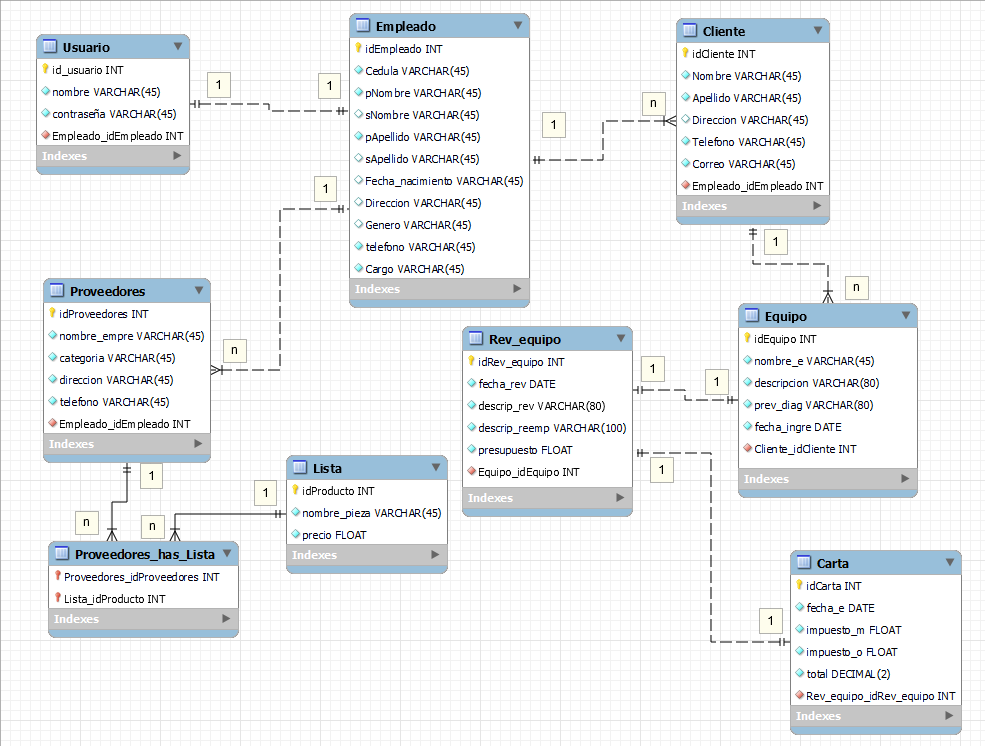 Usuario
id_usuario INT
nombre VARCHAR(45)
contraseña VARCHAR(45)
Empleado_idEmpleado INT
Indexes
1
1
Empleado
idEmpleado INT
Cedula VARCHAR(45)
pNombre VARCHAR(45)
sNombre VARCHAR(45)
pApellido VARCHAR(45)
sApellido VARCHAR(45)
Fecha_nacimiento VARCHAR(45)
Direccion VARCHAR(45)
Genero VARCHAR(45)
telefono VARCHAR(45)
Cargo VARCHAR(45)
Indexes
1
n
Cliente
idCliente INT
Nombre VARCHAR(45)
Apellido VARCHAR(45)
Direccion VARCHAR(45)
Telefono VARCHAR(45)
Correo VARCHAR(45)
Empleado_idEmpleado INT
Indexes
1
n
1
n
Proveedores
idProveedores INT
nombre_empre VARCHAR(45)
categoria VARCHAR(45)
direccion VARCHAR(45)
telefono VARCHAR(45)
Empleado_idEmpleado INT
Indexes
Rev_equipo
idRev_equipo INT
fecha_rev DATE
descrip_rev VARCHAR(80)
descrip_reemp VARCHAR(100)
presupuesto FLOAT
Equipo_idEquipo INT
Indexes
1
1
Equipo
idEquipo INT
nombre_e VARCHAR(45)
descripcion VARCHAR(80)
prev_diag VARCHAR(80)
fecha_ingre DATE
Cliente_idCliente INT
Indexes
1
n
n
1
Lista
idProducto INT
nombre_pieza VARCHAR(45)
precio FLOAT
Indexes
1
1
Proveedores_has_Lista
Proveedores_idProveedores INT
Lista_idProducto INT
Indexes
Carta
idCarta INT
fecha_e DATE
impuesto_m FLOAT
impuesto_o FLOAT
total DECIMAL(2)
Rev_equipo_idRev_equipo INT
Indexes